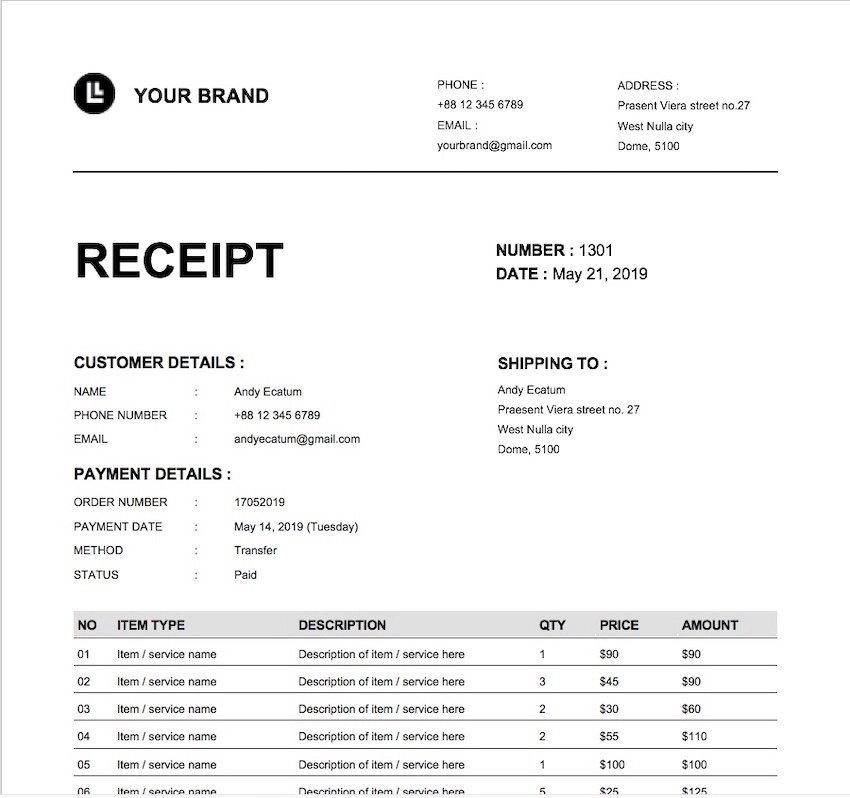 YOUR BRAND
PHONE :
+88 12 345 6789
EMAIL :
yourbrand@gmail.com
ADDRESS :
Prasent Viera street no.27
West Nulla city
Dome, 5100
RECEIPT
NUMBER : 1301
DATE : May 21, 2019
CUSTOMER DETAILS :
NAME : Andy Ecatum
PHONE NUMBER : +88 12 345 6789
EMAIL : andyecatum@gmail.com
SHIPPING TO :
Andy Ecatum
Praesent Viera street no. 27
West Nulla city
Dome, 5100
PAYMENT DETAILS :
ORDER NUMBER : 17052019
PAYMENT DATE : May 14, 2019 (Tuesday)
METHOD : Transfer
STATUS : Paid
NO ITEM TYPE DESCRIPTION QTY PRICE AMOUNT
01 Item / service name Description of item / service here 1 $90 $90
02 Item / service name Description of item / service here 3 $45 $90
03 Item / service name Description of item / service here 2 $30 $60
04 Item / service name Description of item / service here 2 $55 $110
05 Item / service name Description of item / service here 1 $100 $100
06 Item / service name Description of item / service here 5 $25 $125